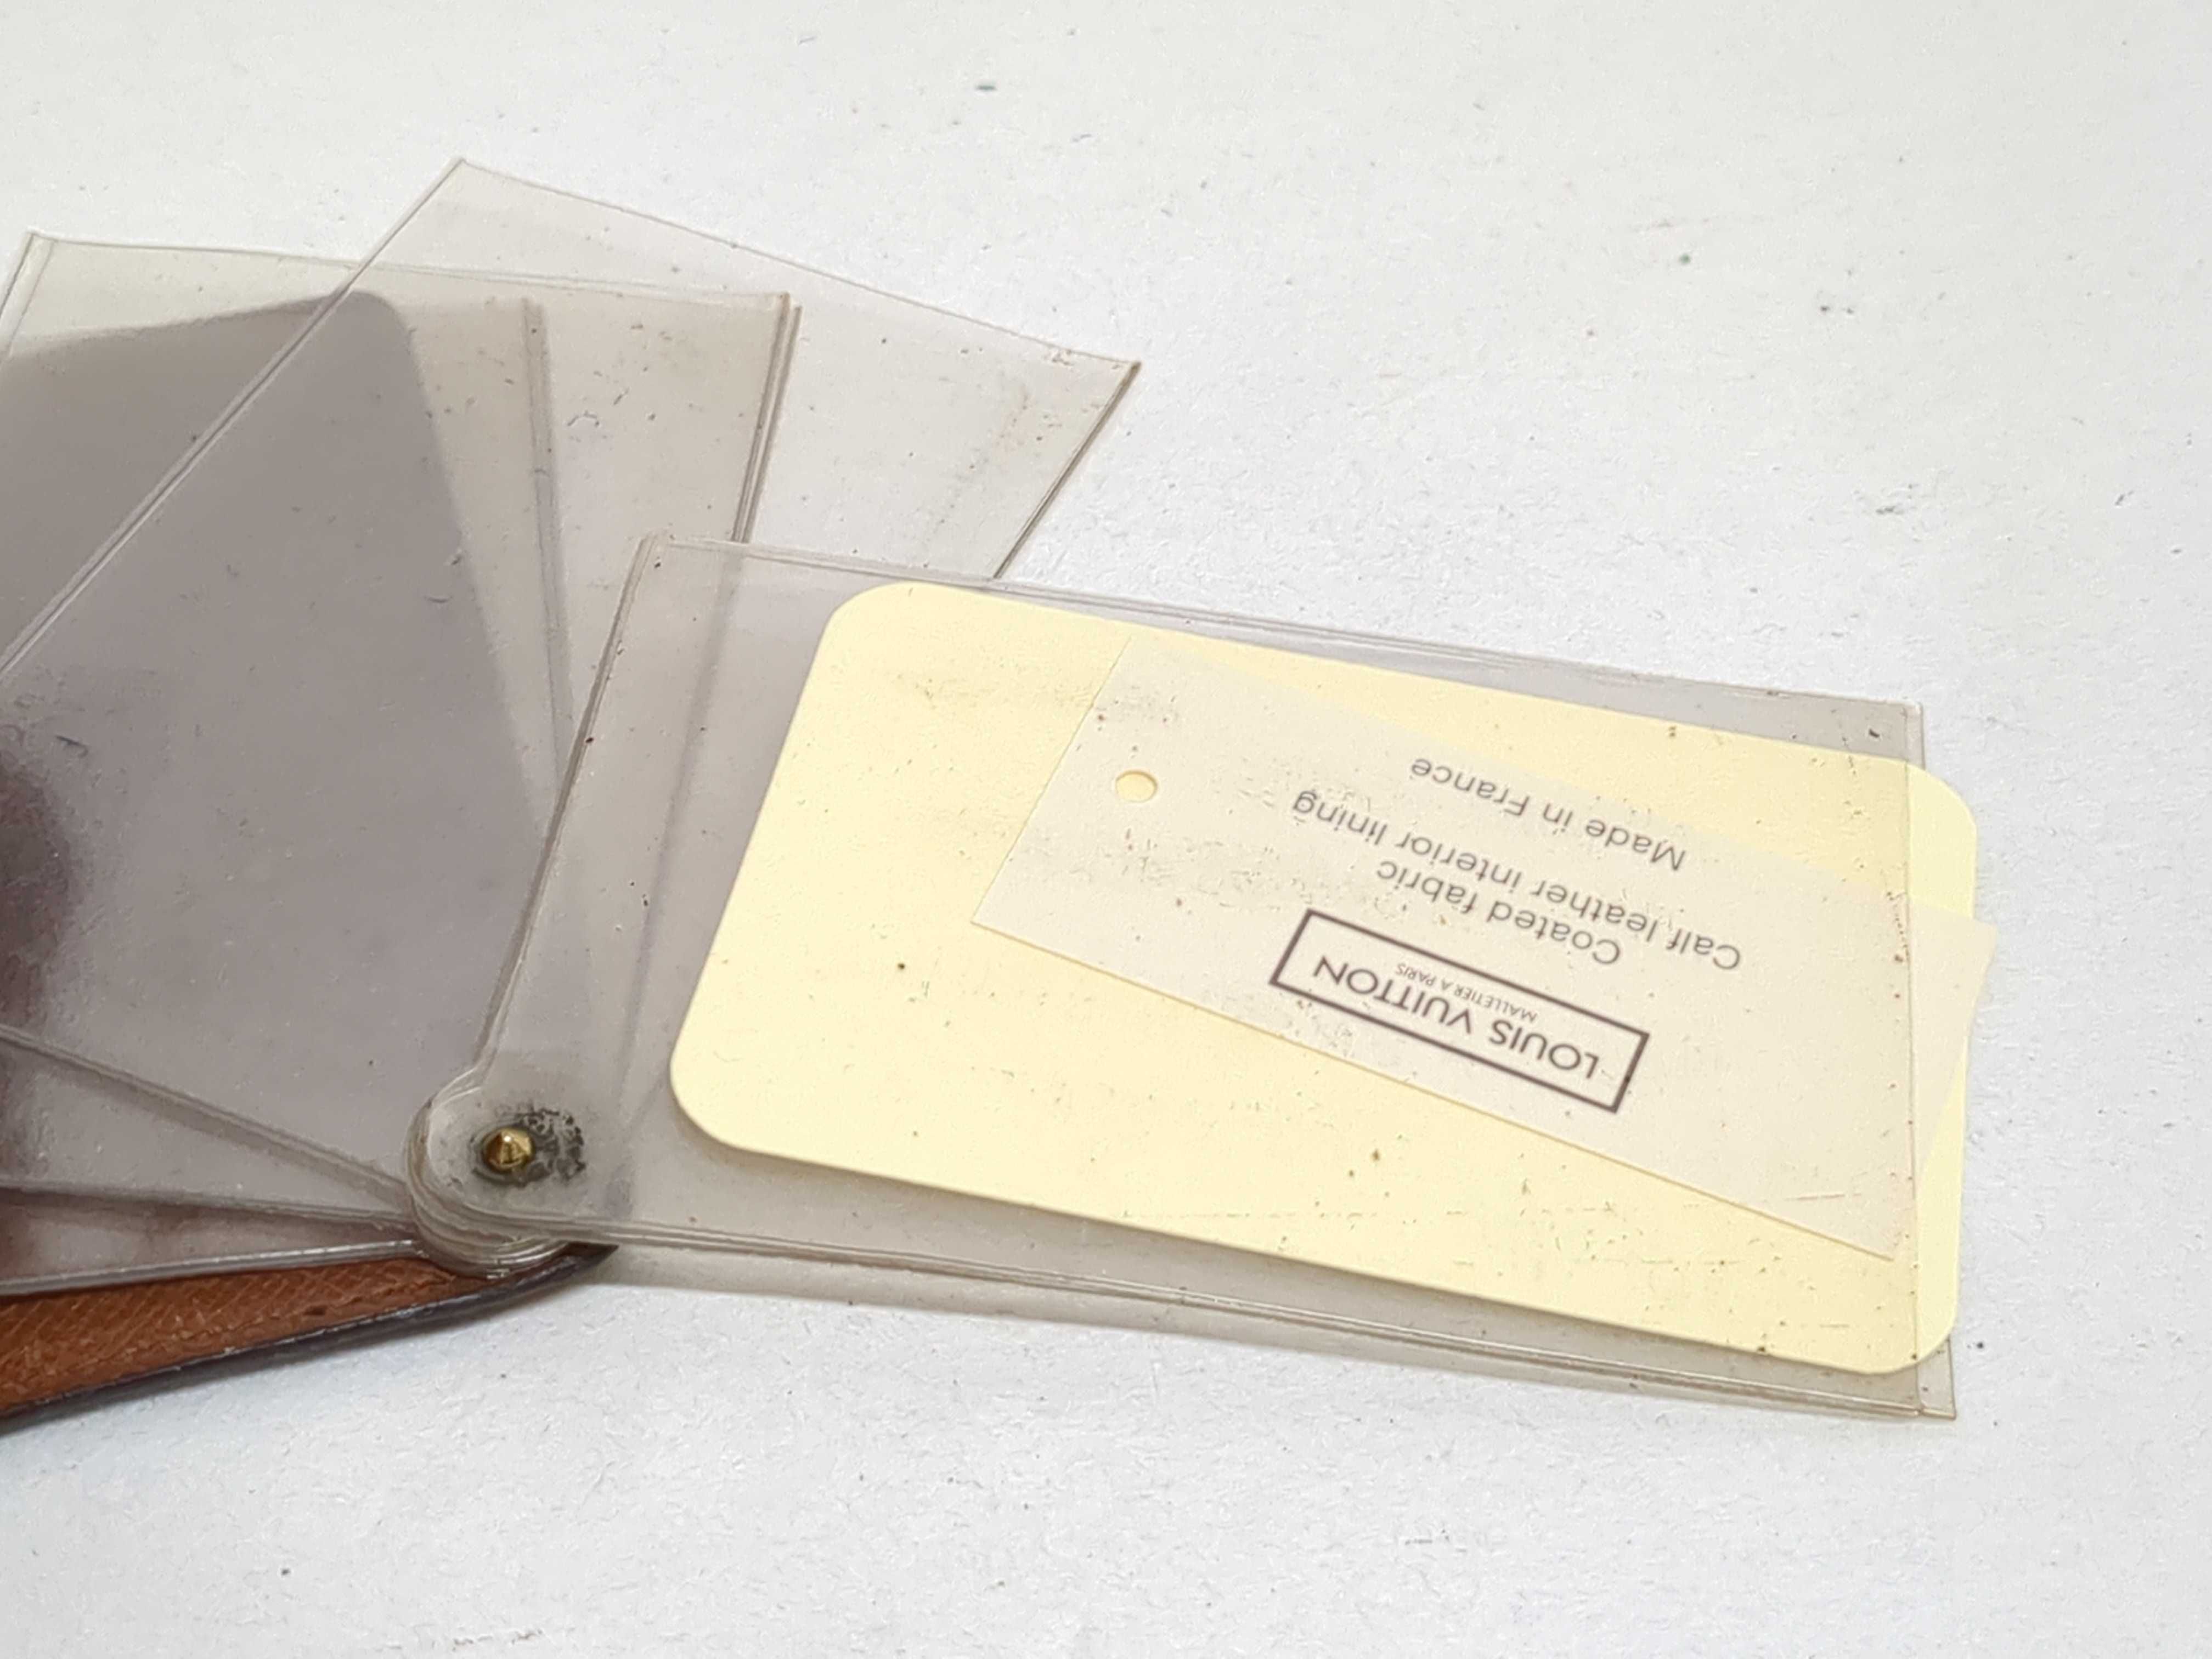 LOUIS VUITTON
MALLETIER A PARIS
Coated fabric
Calf leather interior lining
Made in France